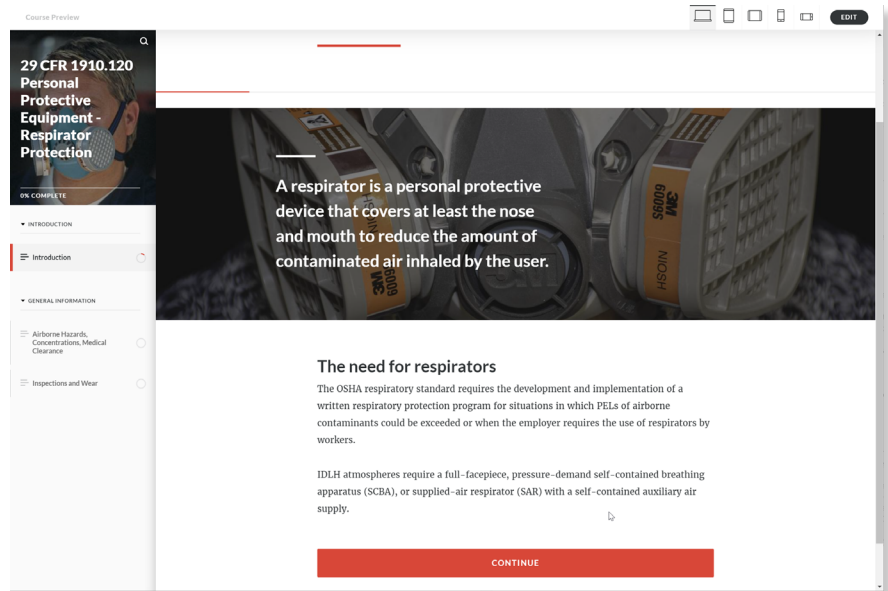 Course Preview
EDIT
29 CFR 1910.120
Personal
Protective
Equipment -
Respirator
Protection
0% COMPLETE
INTRODUCTION
Introduction
GENERAL INFORMATION
Airborne Hazards,
Concentrations, Medical
Clearance
Inspections and Wear
A respirator is a personal protective
device that covers at least the nose
and mouth to reduce the amount of
contaminated air inhaled by the user.
NIOSH
3M
6009
60098
3M
NIOSH
The need for respirators
The OSHA respiratory standard requires the development and implementation of a
written respiratory protection program for situations in which PELs of airborne
contaminants could be exceeded or when the employer requires the use of respirators by
workers.
IDLH atmospheres require a full-facepiece, pressure-demand self-contained breathing
apparatus (SCBA), or supplied-air respirator (SAR) with a self-contained auxiliary air
supply.
CONTINUE